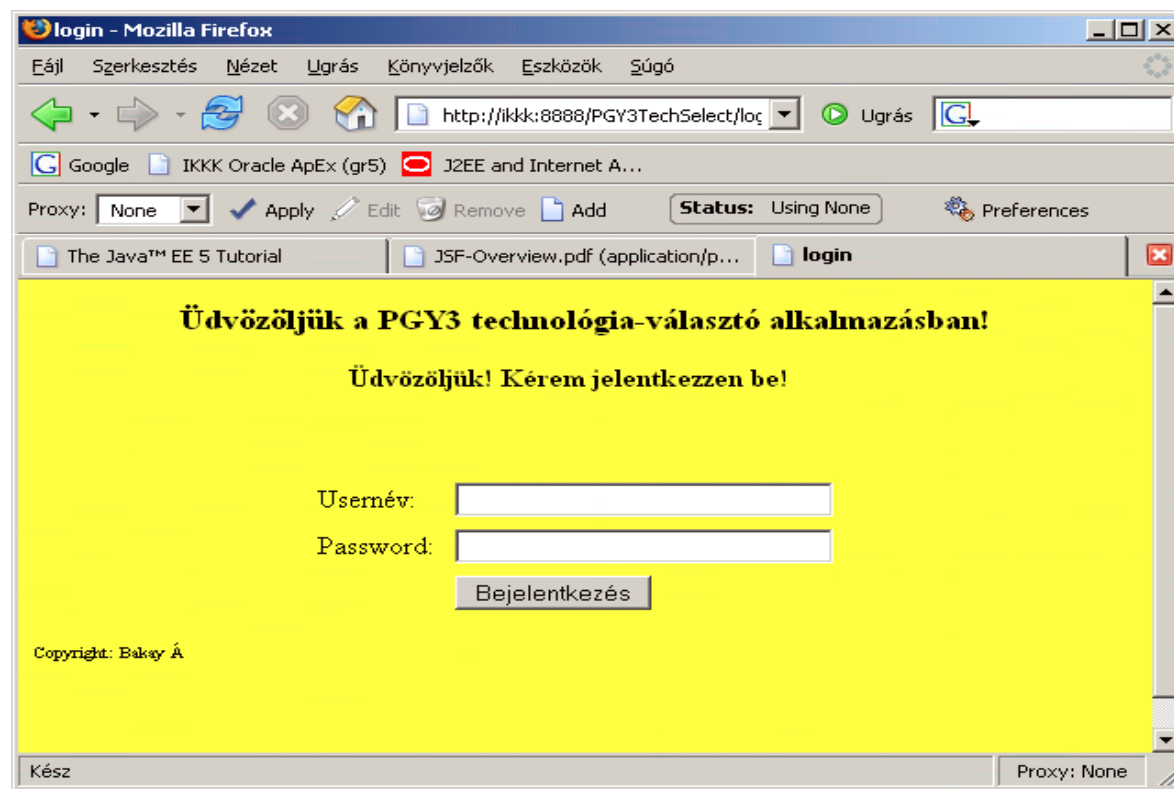 login - Mozilla Firefox
Fájl Szerkesztés Nézet Ugrás Könyvjelzők Eszközök Súgó
http://ikkk:8888/PGY3TechSelect/log Ugrás G
G Google IKKK Oracle ApEx (gr5) J2EE and Internet A...
Proxy: None Apply Edit Remove Add Status: Using None Preferences
The Java™ EE 5 Tutorial JSF-Overview.pdf (application/p... login
Üdvözöljük a PGY3 technológia-választó alkalmazásban!
Üdvözöljük! Kérem jelentkezzen be!
Usernév:
Password:
Bejelentkezés
Copyright: Bakay Á
Kész Proxy: None